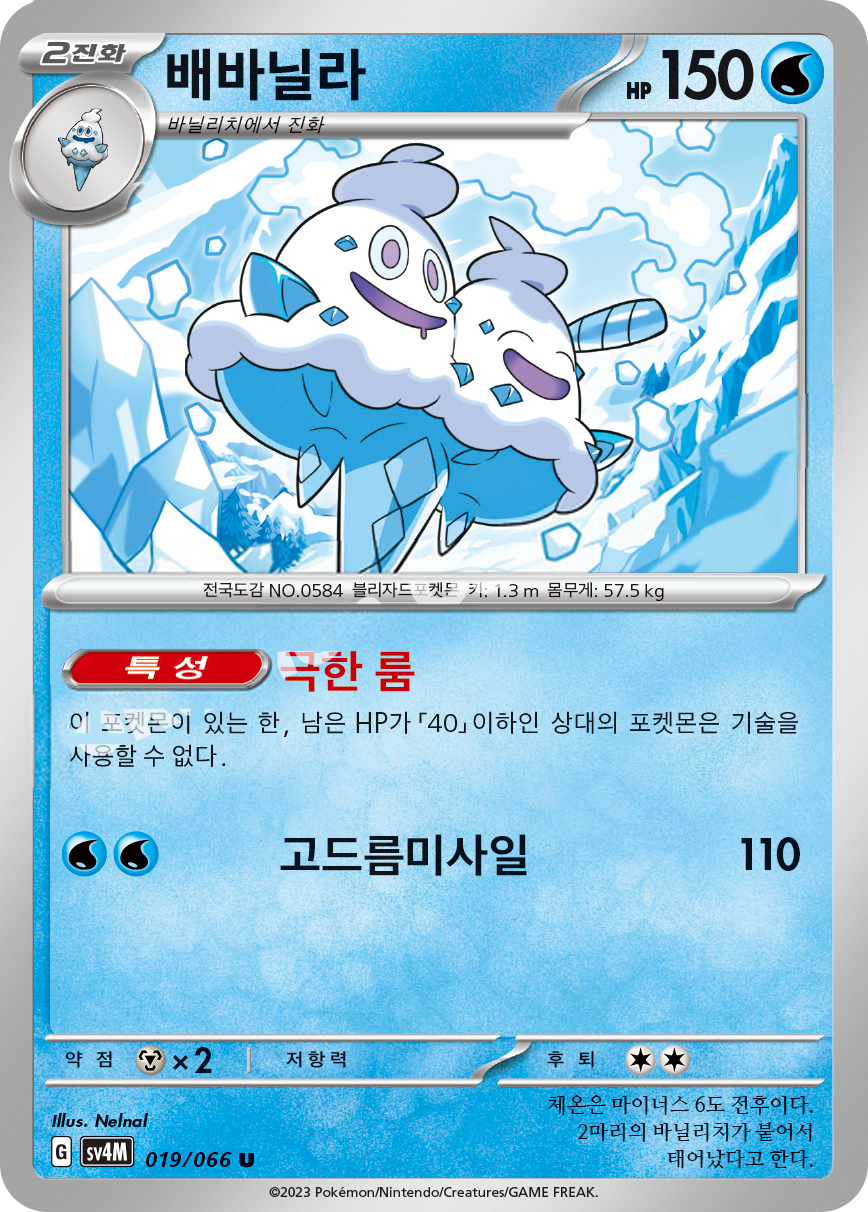 2진화
배바닐라
HP 150
바닐리치에서 진화
전국도감 NO.0584 블리자드포켓몬 키: 1.3 m 몸무게: 57.5 kg
특성 극한 룸
이 포켓몬이 있는 한, 남은 HP가 「40」이하인 상대의 포켓몬은 기술을
사용할 수 없다.
고드름미사일 110
약점 ×2 저항력 후퇴
Illus. Nelnal
G SV4M 019/066 U
체온은 마이너스 6도 전후이다.
2마리의 바닐리치가 붙어서
태어났다고 한다.
©2023 Pokémon/Nintendo/Creatures/GAME FREAK.